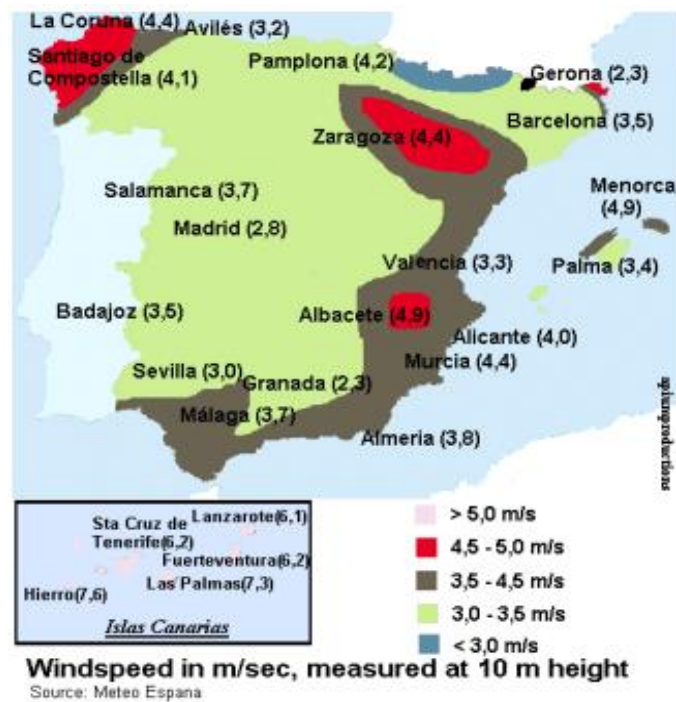 La Coruna (4,4)
Avilés (3,2)
Santiago de
Compostella (4,1)
Pamplona (4,2)
Gerona (2,3)
Zaragoza (4,4)
Barcelona (3,5)
Salamanca (3,7)
Menorca
(4,9)
Madrid (2,8)
Valencia (3,3)
Palma (3,4)
Badajoz (3,5)
Albacete (4,9)
Alicante (4,0)
Murcia (4,4)
Sevilla (3,0)
Granada (2,3)
Málaga (3,7)
Almeria (3,8)
aplumproductions
Sta Cruz de
Tenerife(6,2)
Lanzarote(6,1)
Fuerteventura(6,2)
Las Palmas(7,3)
Hierro(7,6)
Islas Canarias
> 5,0 m/s
4,5 - 5,0 m/s
3,5 - 4,5 m/s
3,0 - 3,5 m/s
< 3,0 m/s
Windspeed in m/sec, measured at 10 m height
Source: Meteo Espana